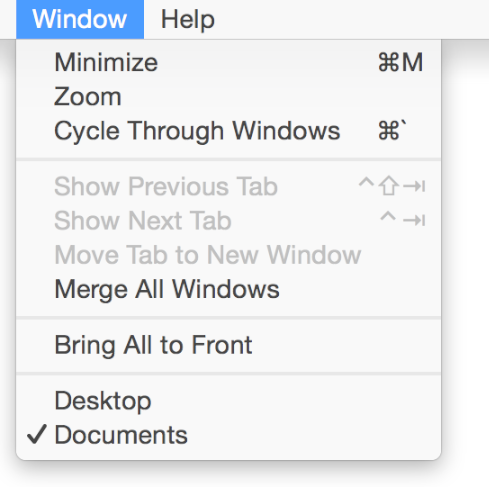 Window Help
Minimize ⌘M
Zoom
Cycle Through Windows ⌘`
Show Previous Tab ^⇧⇥
Show Next Tab ^⇥
Move Tab to New Window
Merge All Windows
Bring All to Front
Desktop
✓ Documents